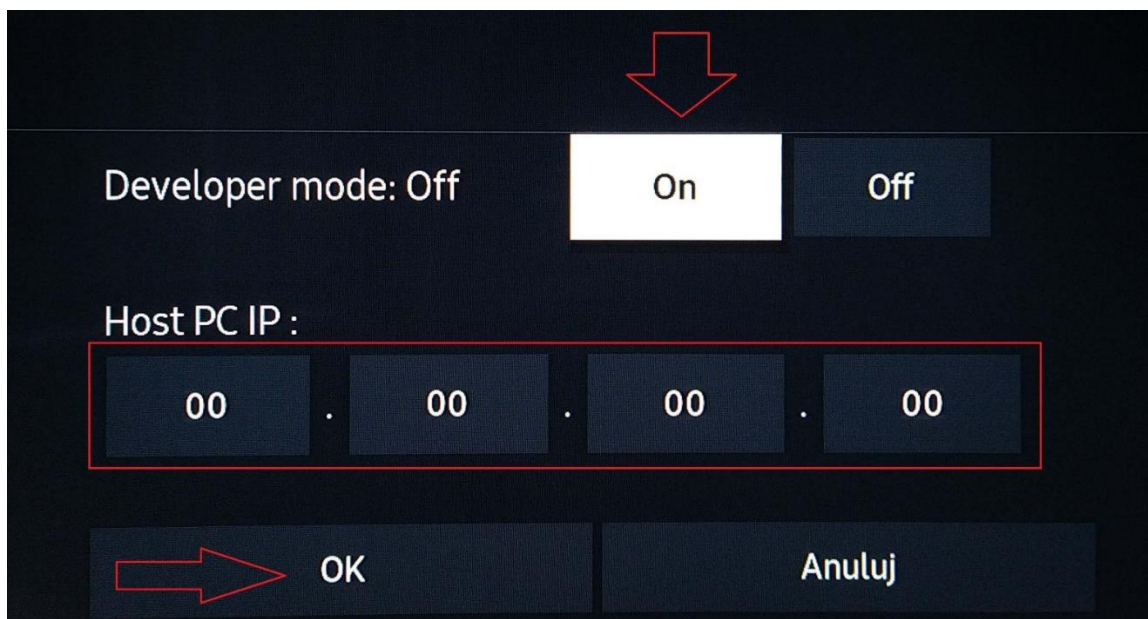 Developer mode: Off On Off
Host PC IP :
00 . 00 . 00 . 00
OK Anuluj